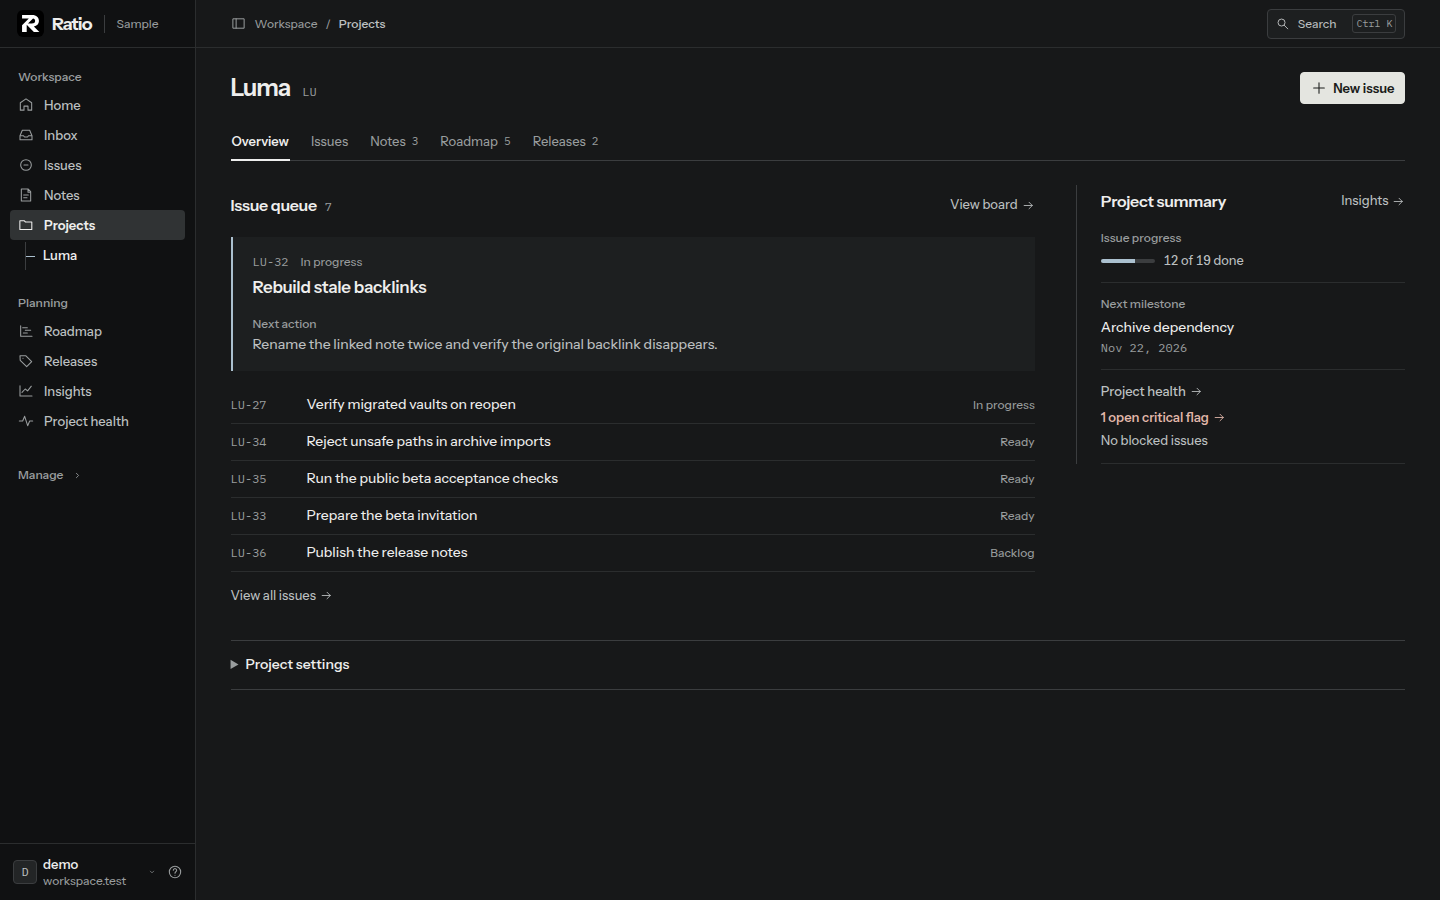 Ratio Sample
Workspace
Home
Inbox
Issues
Notes
Projects
Luma
Planning
Roadmap
Releases
Insights
Project health
Manage
D
demo
workspace.test
Workspace / Projects
Search Ctrl K
Luma LU
New issue
Overview Issues Notes 3 Roadmap 5 Releases 2
Issue queue 7
View board →
LU-32 In progress
Rebuild stale backlinks
Next action
Rename the linked note twice and verify the original backlink disappears.
LU-27 Verify migrated vaults on reopen In progress
LU-34 Reject unsafe paths in archive imports Ready
LU-35 Run the public beta acceptance checks Ready
LU-33 Prepare the beta invitation Ready
LU-36 Publish the release notes Backlog
View all issues →
Project summary
Insights →
Issue progress
12 of 19 done
Next milestone
Archive dependency
Nov 22, 2026
Project health →
1 open critical flag →
No blocked issues
Project settings